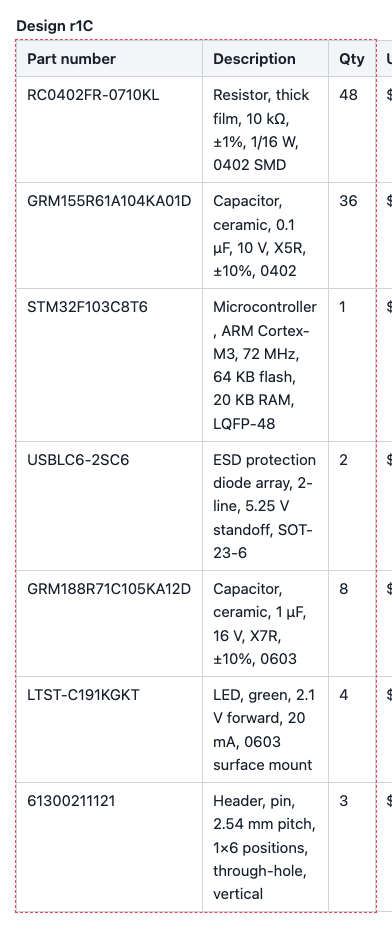 Design r1C
Part number Description Qty
RC0402FR-0710KL Resistor, thick 48 $
film, 10 kΩ,
±1%, 1/16 W,
0402 SMD
GRM155R61A104KA01D Capacitor, 36 $
ceramic, 0.1
µF, 10 V, X5R,
±10%, 0402
STM32F103C8T6 Microcontroller 1 $
, ARM Cortex-
M3, 72 MHz,
64 KB flash,
20 KB RAM,
LQFP-48
USBLC6-2SC6 ESD protection 2 $
diode array, 2-
line, 5.25 V
standoff, SOT-
23-6
GRM188R71C105KA12D Capacitor, 8 $
ceramic, 1 µF,
16 V, X7R,
±10%, 0603
LTST-C191KGKT LED, green, 2.1 4 $
V forward, 20
mA, 0603
surface mount
61300211121 Header, pin, 3 $
2.54 mm pitch,
1×6 positions,
through-hole,
vertical